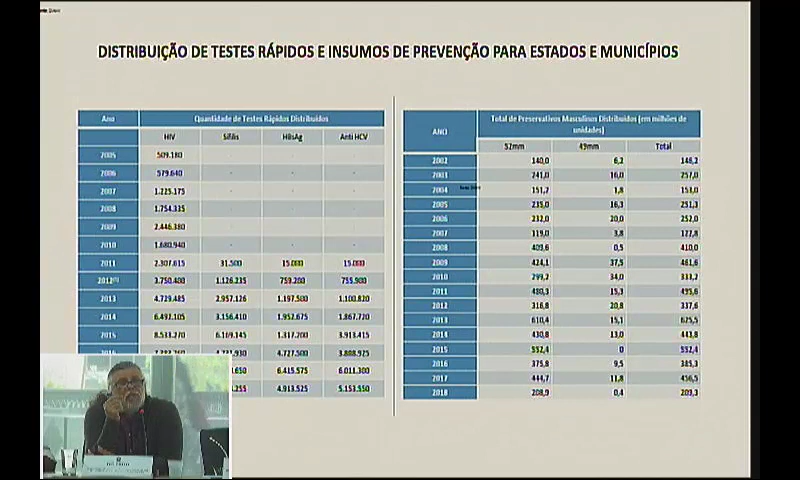 DISTRIBUIÇÃO DE TESTES RÁPIDOS E INSUMOS DE PREVENÇÃO PARA ESTADOS E MUNICÍPIOS
Ano Quantidade de Testes Rápidos Distribuídos
HIV Sífilis HBsAg Anti HCV
2005 509.180 - - -
2006 579.640 - - -
2007 1.225.175 - - -
2008 1.754.335 - - -
2009 2.446.380 - - -
2010 1.680.940 - - -
2011 2.307.615 31.500 15.000 15.000
2012 3.750.400 1.126.235 759.200 755.900
2013 4.729.485 2.957.126 1.197.500 1.100.820
2014 6.492.105 3.156.410 1.952.675 1.867.720
2015 8.533.270 6.169.145 1.317.200 3.913.415
4.727.500 3.808.925
6.415.575 6.011.300
4.913.525 5.153.550
ANO Total de Preservativos Masculinos Distribuídos (em milhões de unidades)
52mm 49mm Total
2002 140,0 6,2 146,2
2003 241,0 16,0 257,0
2004 151,7 1,8 153,0
2005 235,0 16,3 251,3
2006 232,0 20,0 252,0
2007 119,0 3,8 122,8
2008 409,6 0,5 410,0
2009 424,1 37,5 461,6
2010 299,2 34,0 333,2
2011 480,3 15,3 495,6
2012 316,8 20,8 337,6
2013 610,4 15,1 625,5
2014 430,8 13,0 443,8
2015 552,4 0 552,4
2016 375,8 9,5 385,3
2017 444,7 11,8 456,5
2018 208,9 0,4 209,3